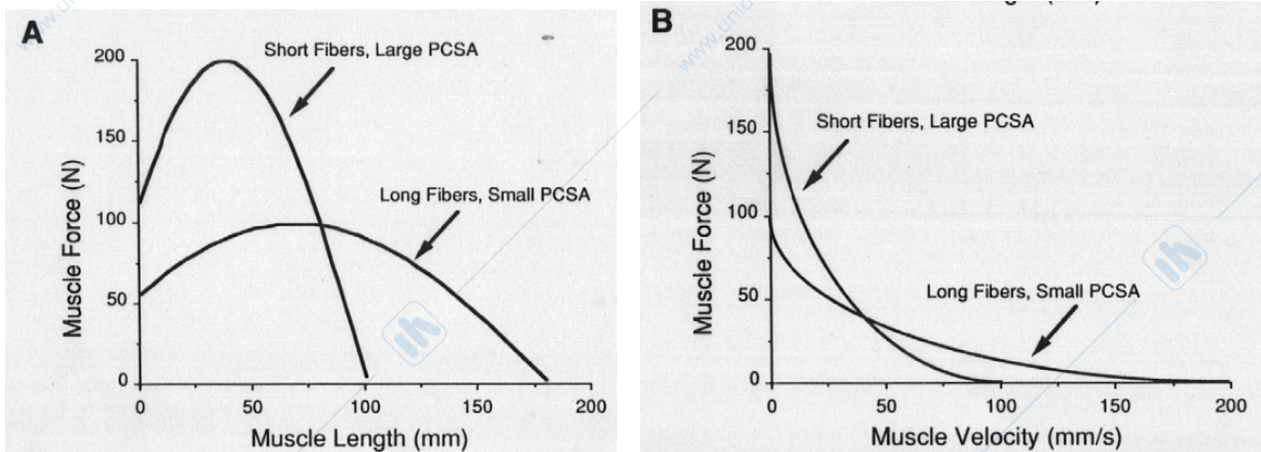 A
Short Fibers, Large PCSA
Long Fibers, Small PCSA
Muscle Force (N)
200
150
100
50
0
0 50 100 150 200
Muscle Length (mm)
B
Short Fibers, Large PCSA
Long Fibers, Small PCSA
Muscle Force (N)
200
150
100
50
0
0 50 100 150 200
Muscle Velocity (mm/s)